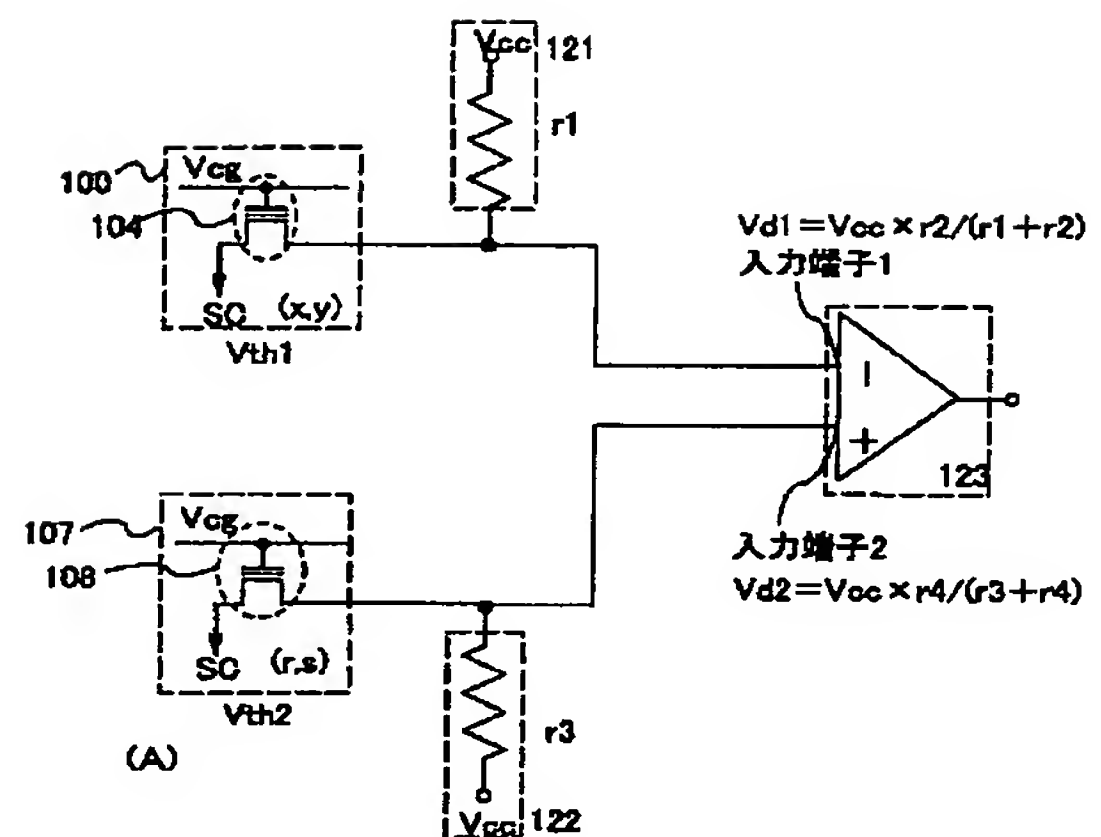 Vcc 121
r1
Vcg
100
104
SC (x,y)
Vth1
Vd1=Vcc×r2/(r1+r2)
入力端子1
−
+
123
入力端子2
Vd2=Vcc×r4/(r3+r4)
Vcg
107
108
SC (r,s)
Vth2
(A)
r3
Vcc 122